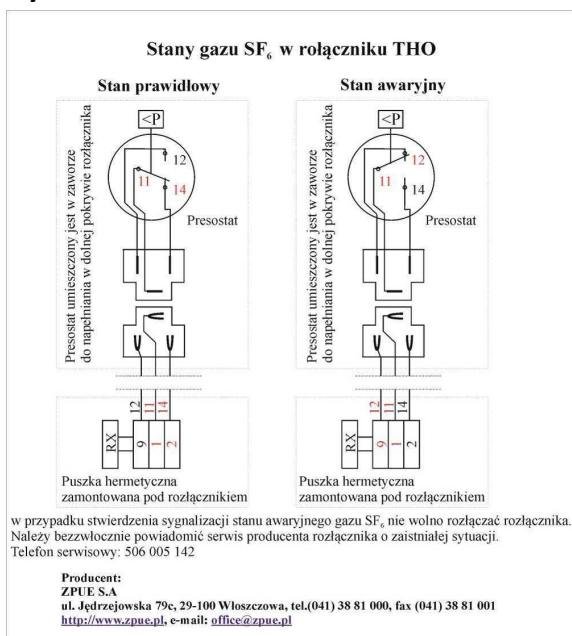 Stany gazu SF₆ w rołączniku THO
Stan prawidłowy
Stan awaryjny
<P
12
11
14
Presostat
Presostat umieszczony jest w zaworze
do napełniania w dolnej pokrywie rozłącznika
12
11
14
RX
9
1
2
Puszka hermetyczna
zamontowana pod rozłącznikiem
<P
12
11
14
Presostat
Presostat umieszczony jest w zaworze
do napełniania w dolnej pokrywie rozłącznika
12
11
14
RX
9
1
2
Puszka hermetyczna
zamontowana pod rozłącznikiem
w przypadku stwierdzenia sygnalizacji stanu awaryjnego gazu SF₆ nie wolno rozłączać rozłącznika.
Należy bezzwłocznie powiadomić serwis producenta rozłącznika o zaistniałej sytuacji.
Telefon serwisowy: 506 005 142
Producent:
ZPUE S.A
ul. Jędrzejowska 79c, 29-100 Włoszczowa, tel.(041) 38 81 000, fax (041) 38 81 001
http://www.zpue.pl, e-mail: office@zpue.pl